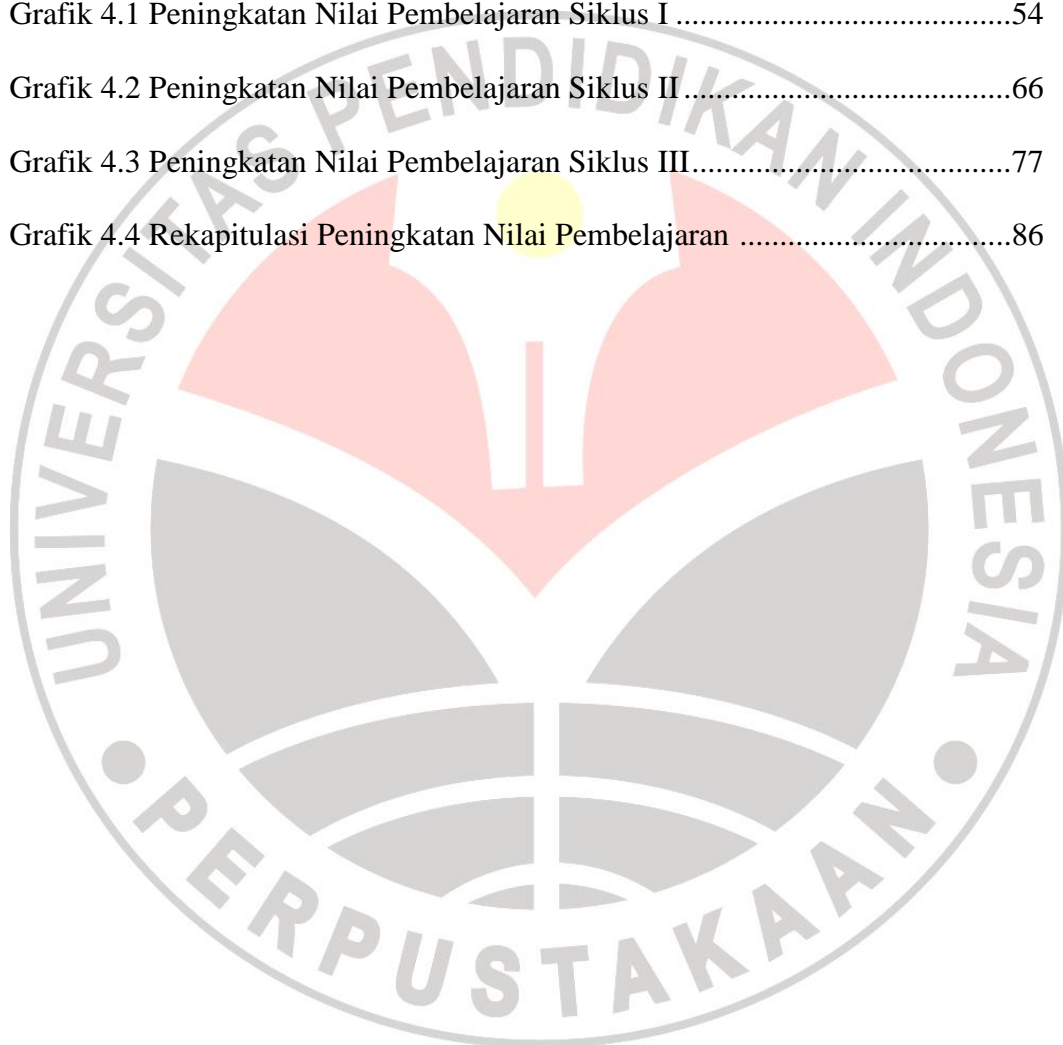 Grafik 4.1 Peningkatan Nilai Pembelajaran Siklus I ......................................54
Grafik 4.2 Peningkatan Nilai Pembelajaran Siklus II.....................................66
Grafik 4.3 Peningkatan Nilai Pembelajaran Siklus III....................................77
Grafik 4.4 Rekapitulasi Peningkatan Nilai Pembelajaran ...............................86
UNIVERSITAS PENDIDIKAN INDONESIA
PERPUSTAKAAN